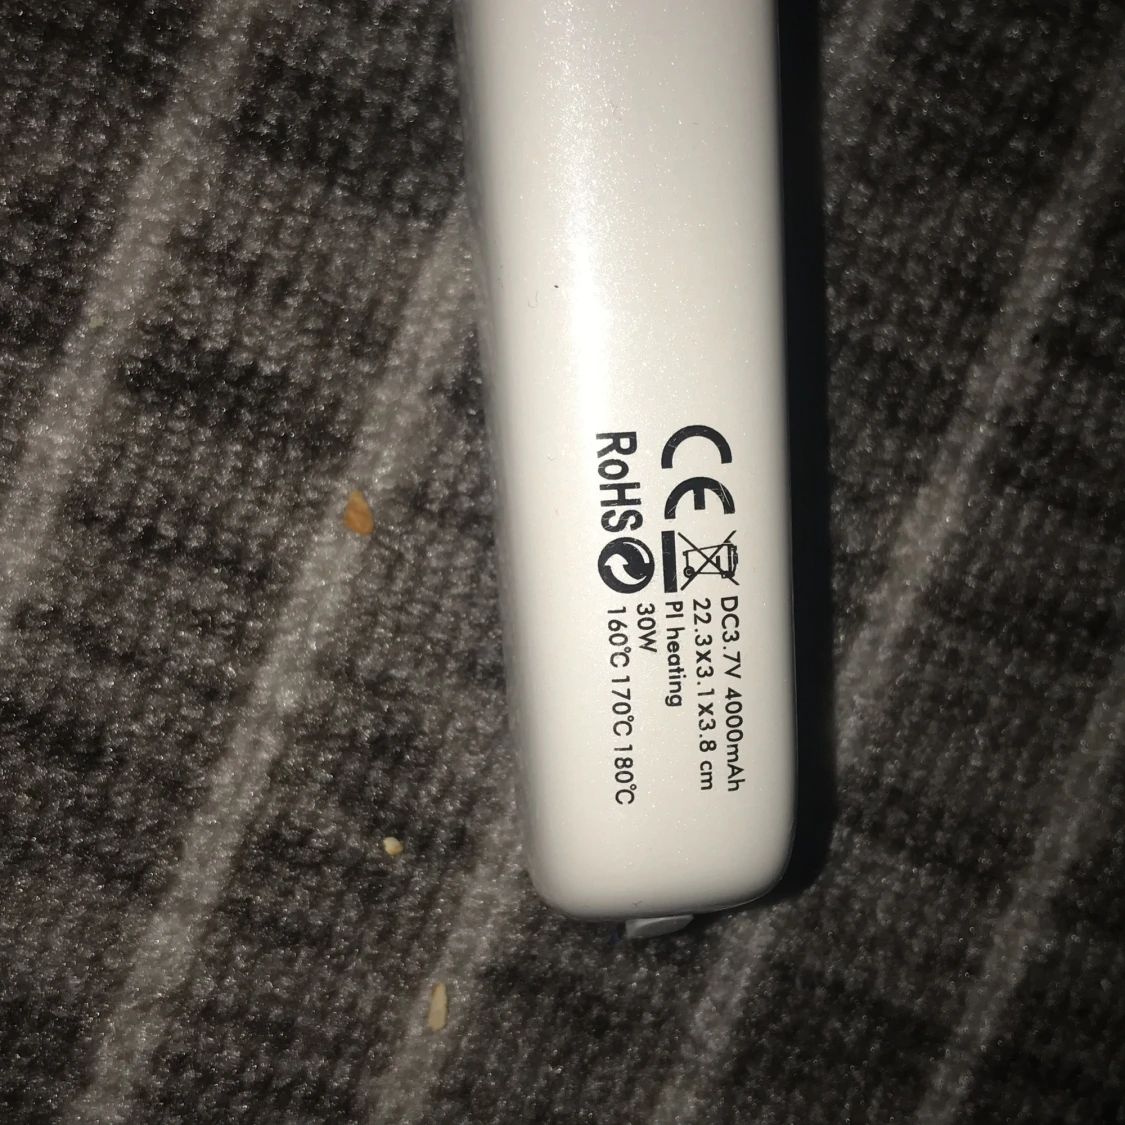 CE
RoHS
DC3.7V 4000mAh
22.3x3.1x3.8 cm
PI heating
30W
160℃ 170℃ 180℃